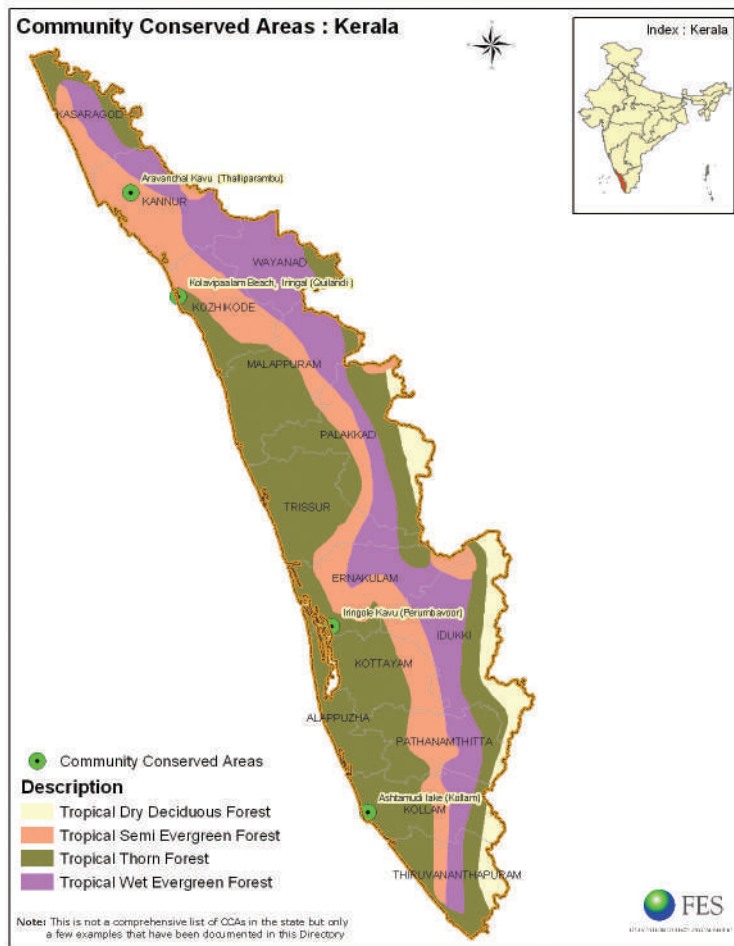 Community Conserved Areas : Kerala
Index : Kerala
KASARAGOD
Aravanchal Kavu (Thalliparambu)
KANNUR
WAYANAD
Kolavipaalam Beach, Iringal (Quilandi )
KOZHIKODE
MALAPPURAM
PALAKKAD
TRISSUR
ERNAKULAM
Iringole Kavu (Perumbavoor)
IDUKKI
KOTTAYAM
ALAPPUZHA
PATHANAMTHITTA
Ashtamudi lake (Kollam)
KOLLAM
THIRUVANANTHAPURAM
Community Conserved Areas
Description
Tropical Dry Deciduous Forest
Tropical Semi Evergreen Forest
Tropical Thorn Forest
Tropical Wet Evergreen Forest
Note: This is not a comprehensive list of CCAs in the state but only
a few examples that have been documented in this Directory
FES